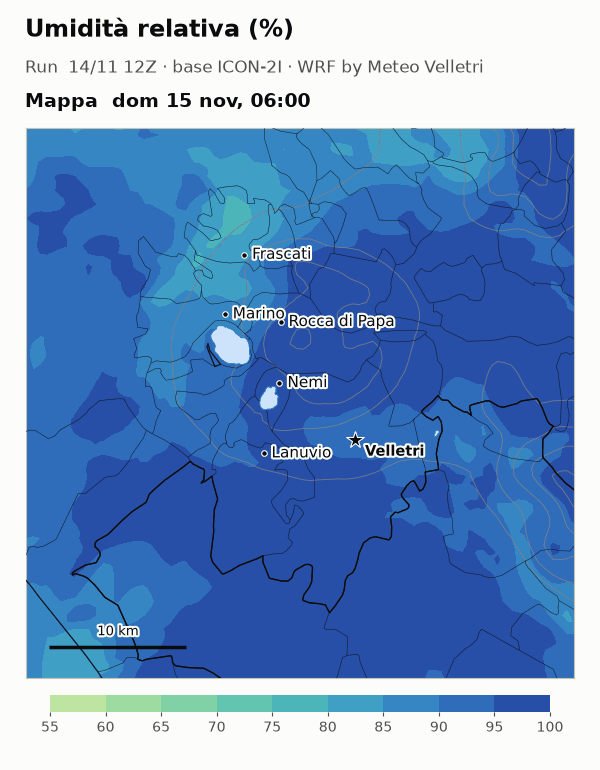 Umidità relativa (%)
Run  14/11 12Z · base ICON-2I · WRF by Meteo Velletri
Mappa  dom 15 nov, 06:00
Frascati
Marino
Rocca di Papa
Nemi
Lanuvio
Velletri
10 km
55 60 65 70 75 80 85 90 95 100